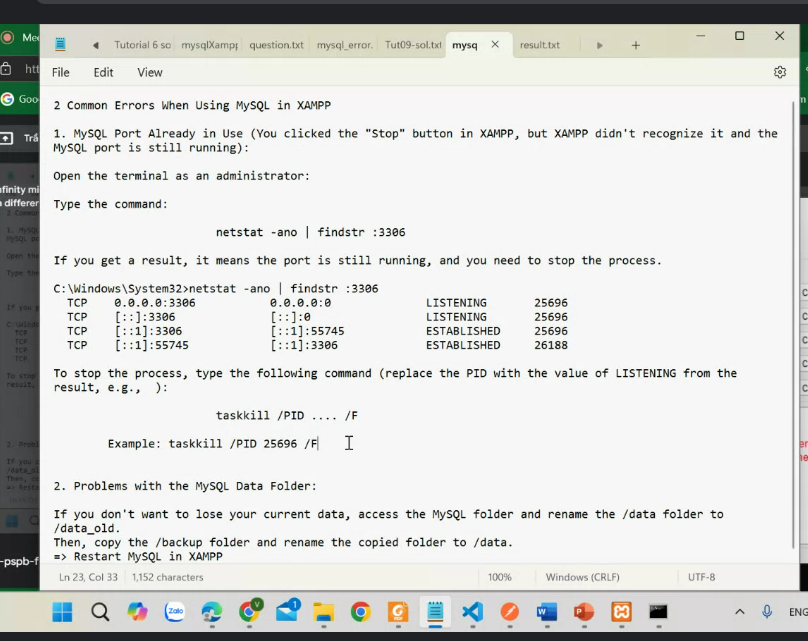 Tutorial 6 so mysqlXampp question.txt mysql_error. Tut09-sol.txt mysq result.txt
File Edit View
2 Common Errors When Using MySQL in XAMPP
1. MySQL Port Already in Use (You clicked the "Stop" button in XAMPP, but XAMPP didn't recognize it and the
MySQL port is still running):
Open the terminal as an administrator:
Type the command:
netstat -ano | findstr :3306
If you get a result, it means the port is still running, and you need to stop the process.
C:\Windows\System32>netstat -ano | findstr :3306
TCP 0.0.0.0:3306 0.0.0.0:0 LISTENING 25696
TCP [::]:3306 [::]:0 LISTENING 25696
TCP [::1]:3306 [::1]:55745 ESTABLISHED 25696
TCP [::1]:55745 [::1]:3306 ESTABLISHED 26188
To stop the process, type the following command (replace the PID with the value of LISTENING from the
result, e.g.,  ):
taskkill /PID .... /F
Example: taskkill /PID 25696 /F
2. Problems with the MySQL Data Folder:
If you don't want to lose your current data, access the MySQL folder and rename the /data folder to
/data_old.
Then, copy the /backup folder and rename the copied folder to /data.
=> Restart MySQL in XAMPP
Ln 23, Col 33 1,152 characters 100% Windows (CRLF) UTF-8
Zalo V 1 ENG